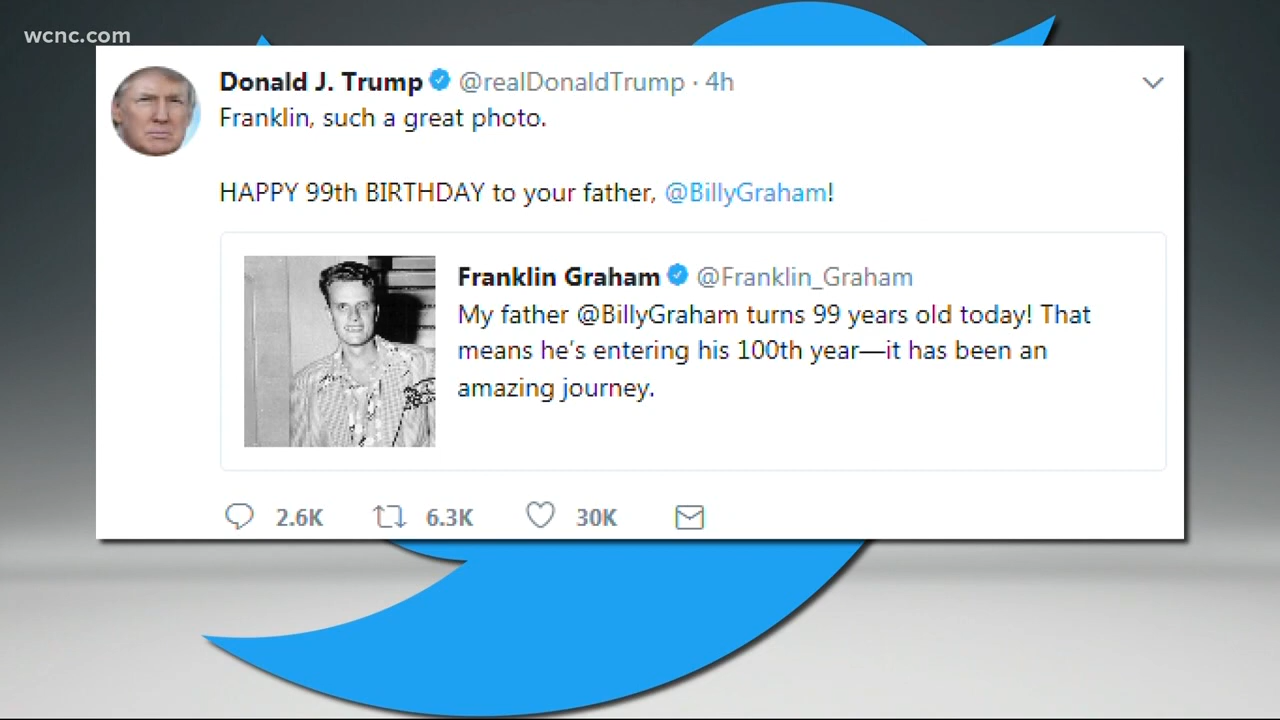 wcnc.com
Donald J. Trump @realDonaldTrump · 4h
Franklin, such a great photo.
HAPPY 99th BIRTHDAY to your father, @BillyGraham!
Franklin Graham @Franklin_Graham
My father @BillyGraham turns 99 years old today! That
means he's entering his 100th year—it has been an
amazing journey.
2.6K 6.3K 30K